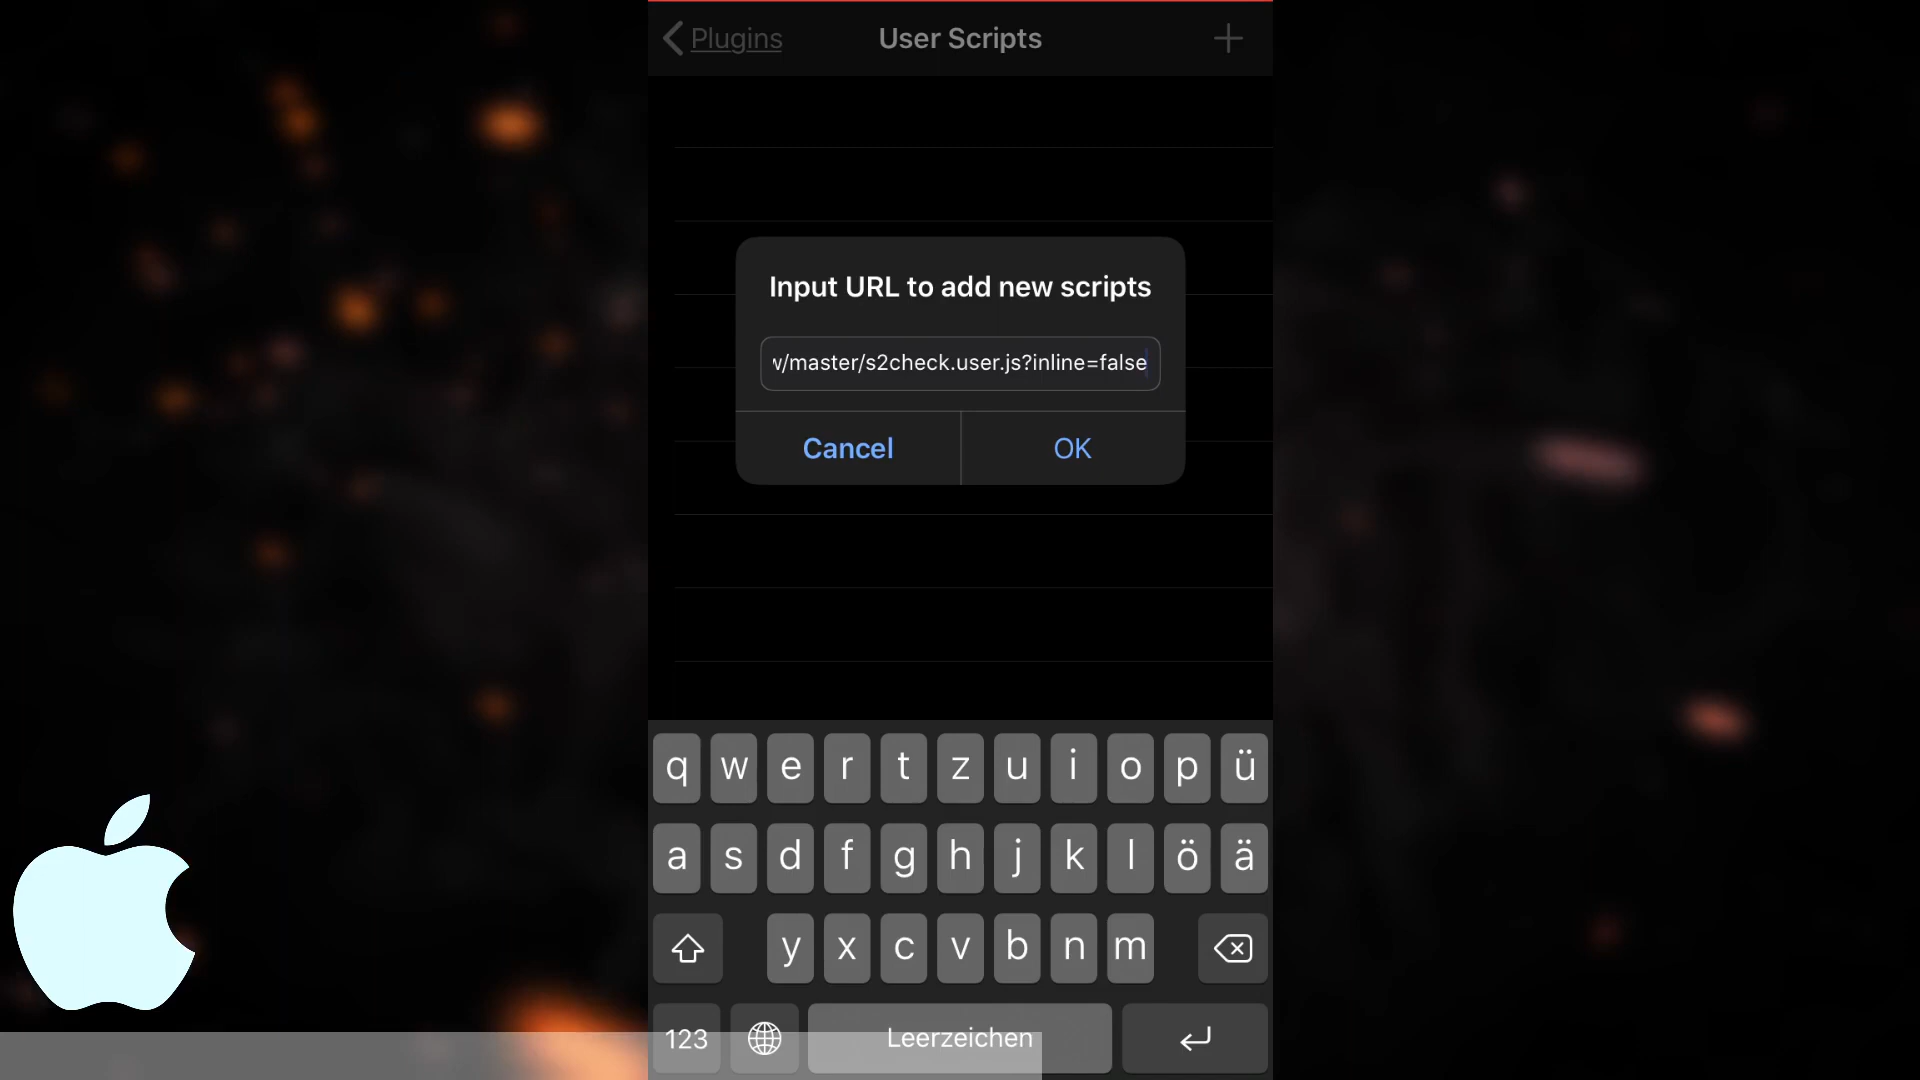 Plugins
User Scripts
Input URL to add new scripts
/master/s2check.user.js?inline=false
Cancel
OK
q w e r t z u i o p ü
a s d f g h j k l ö ä
y x c v b n m
123
Leerzeichen